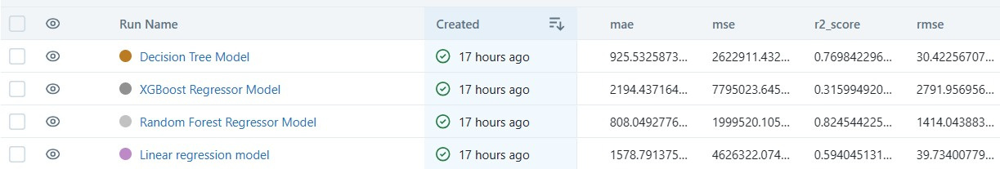 Run Name Created mae mse r2_score rmse
Decision Tree Model 17 hours ago 925.5325873... 2622911.432... 0.769842296... 30.42256707...
XGBoost Regressor Model 17 hours ago 2194.437164... 7795023.645... 0.315994920... 2791.956956...
Random Forest Regressor Model 17 hours ago 808.0492776... 1999520.105... 0.824544225... 1414.043883...
Linear regression model 17 hours ago 1578.791375... 4626322.074... 0.594045131... 39.73400779...